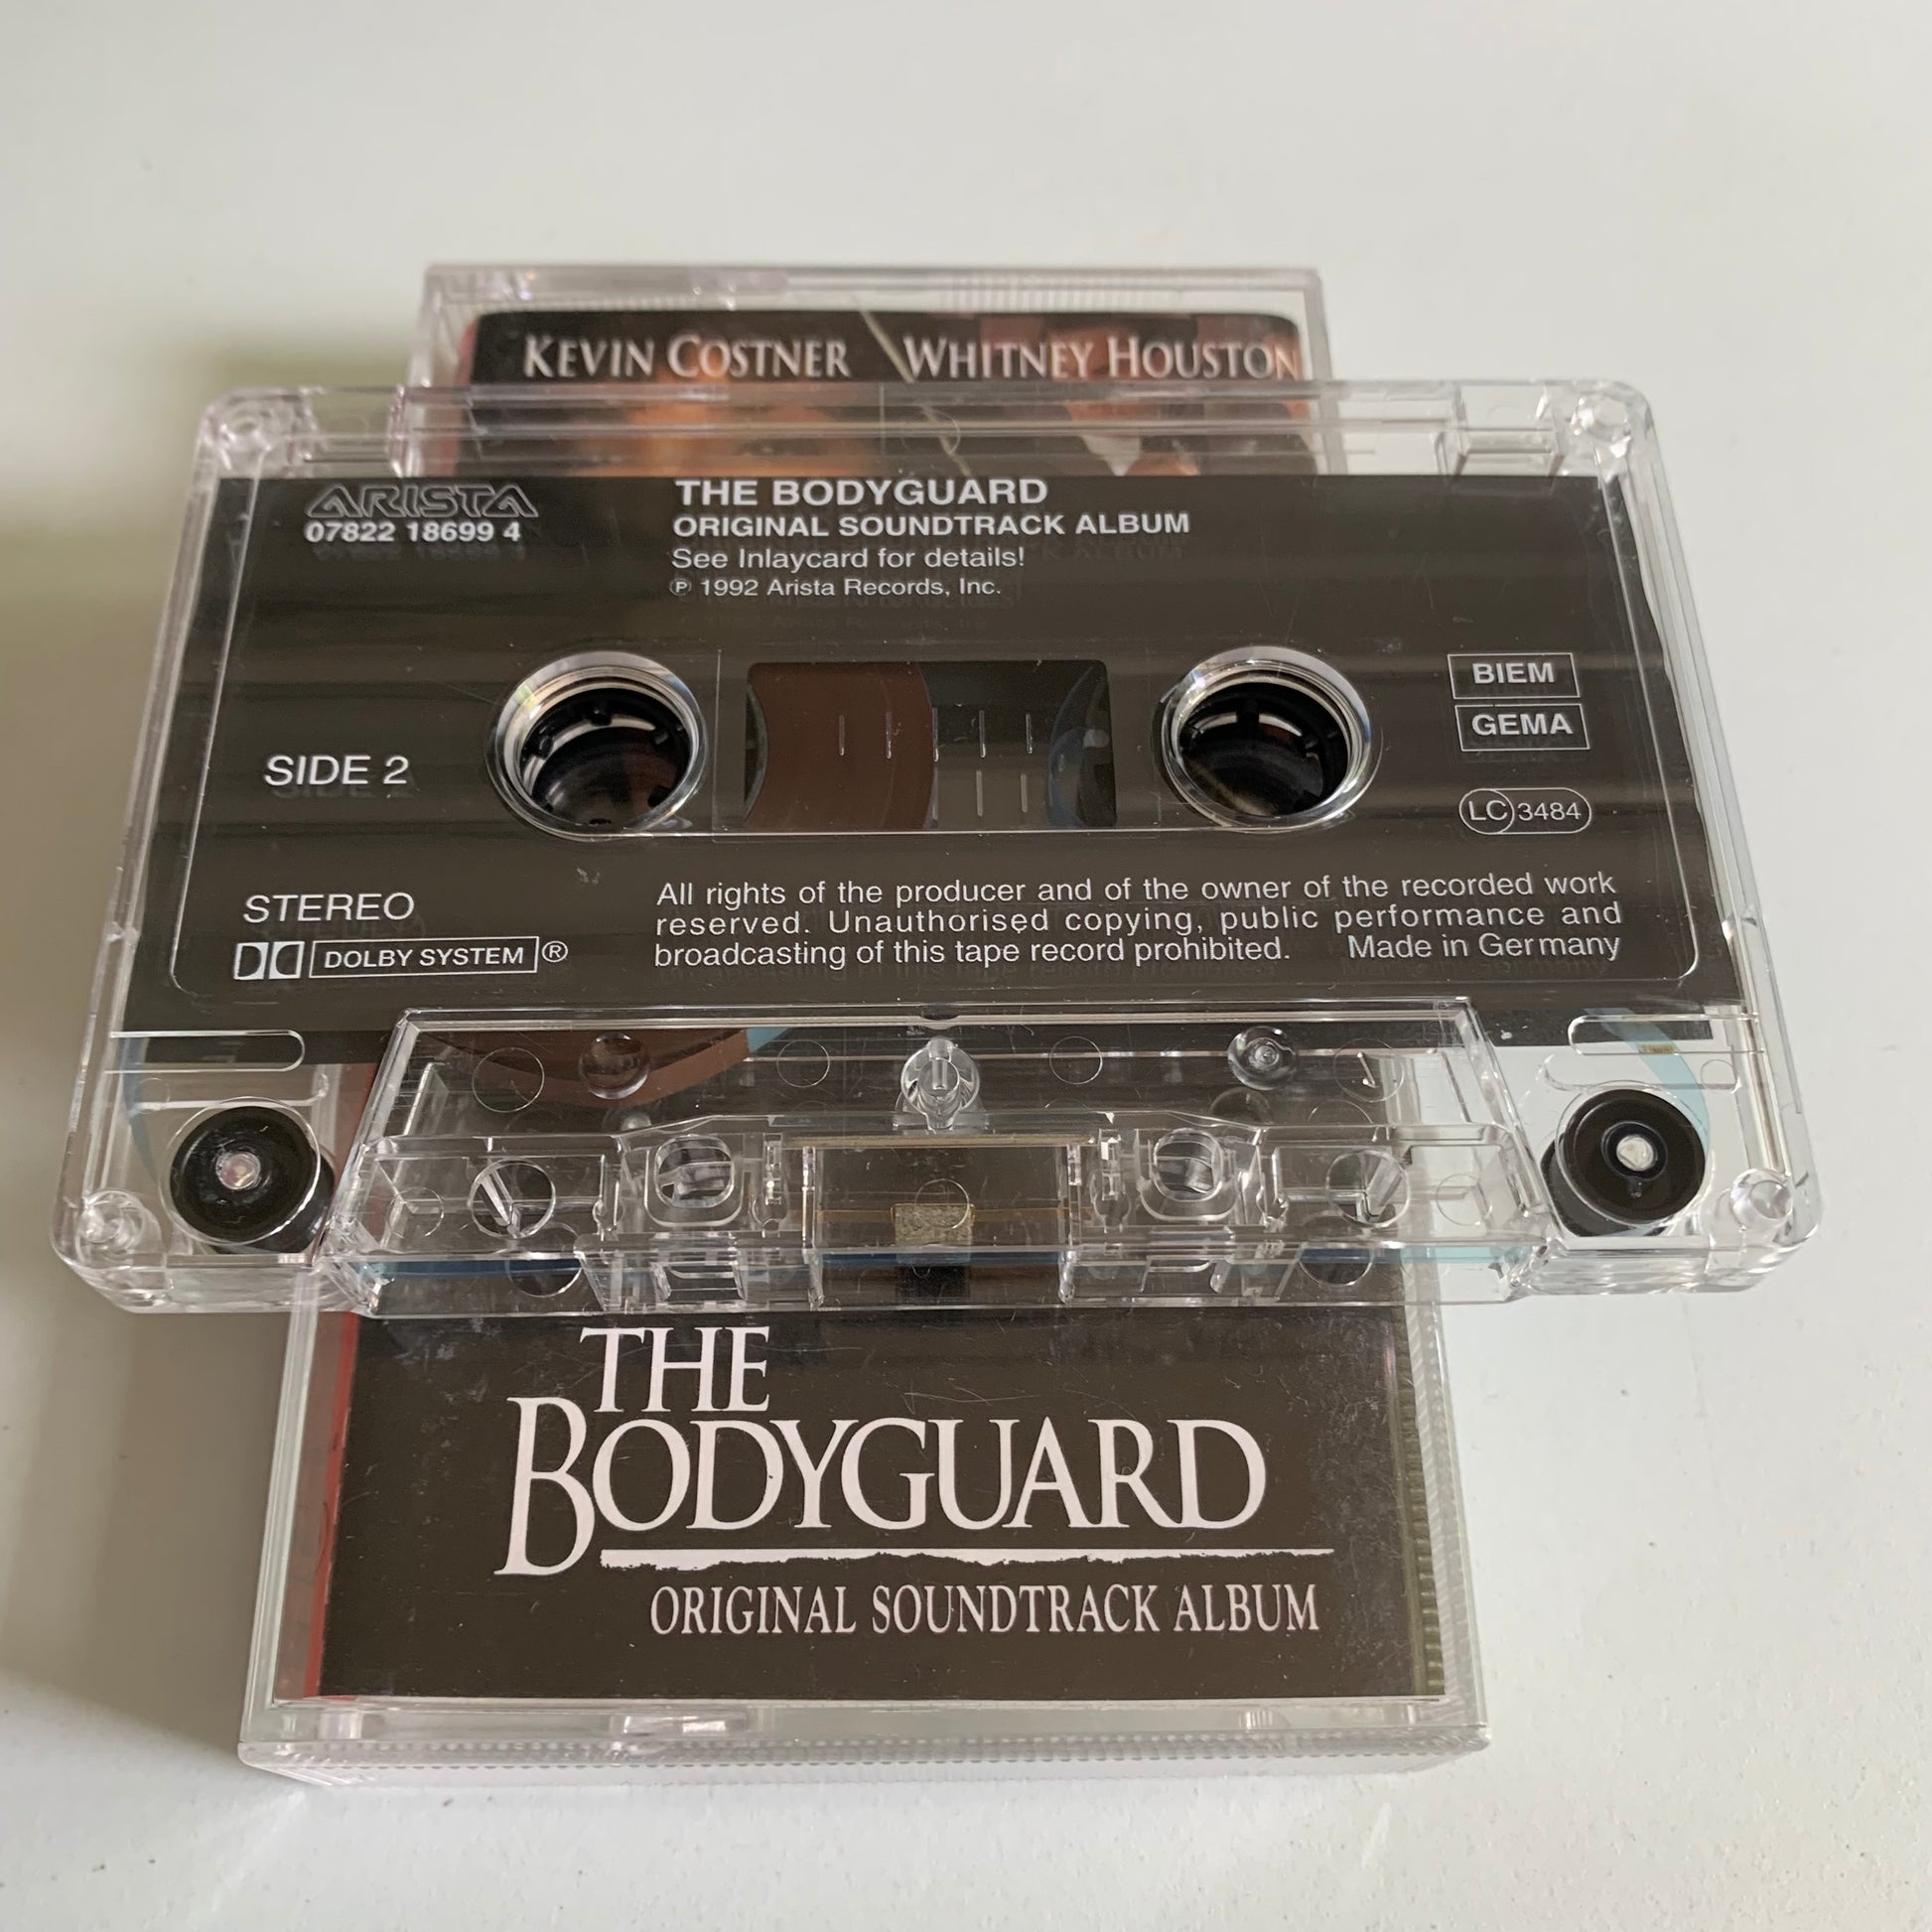 KEVIN COSTNER WHITNEY HOUSTON
ARISTA
07822 18699 4
THE BODYGUARD
ORIGINAL SOUNDTRACK ALBUM
See Inlaycard for details!
℗ 1992 Arista Records, Inc.
BIEM
GEMA
SIDE 2
LC 3484
STEREO
DOLBY SYSTEM ®
All rights of the producer and of the owner of the recorded work
reserved. Unauthorised copying, public performance and
broadcasting of this tape record prohibited. Made in Germany
THE
BODYGUARD
ORIGINAL SOUNDTRACK ALBUM